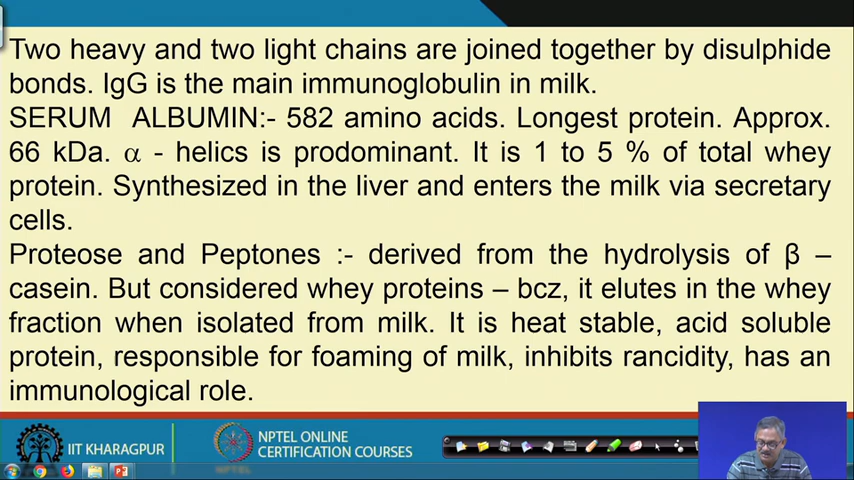 Two heavy and two light chains are joined together by disulphide
bonds. IgG is the main immunoglobulin in milk.
SERUM ALBUMIN:- 582 amino acids. Longest protein. Approx.
66 kDa. α - helics is prodominant. It is 1 to 5 % of total whey
protein. Synthesized in the liver and enters the milk via secretary
cells.
Proteose and Peptones :- derived from the hydrolysis of β –
casein. But considered whey proteins – bcz, it elutes in the whey
fraction when isolated from milk. It is heat stable, acid soluble
protein, responsible for foaming of milk, inhibits rancidity, has an
immunological role.
IIT KHARAGPUR
NPTEL ONLINE
CERTIFICATION COURSES
NPTEL